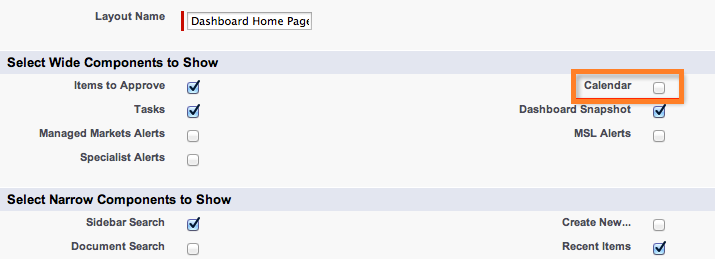 Layout Name Dashboard Home Page
Select Wide Components to Show
Items to Approve Calendar
Tasks Dashboard Snapshot
Managed Markets Alerts MSL Alerts
Specialist Alerts
Select Narrow Components to Show
Sidebar Search Create New...
Document Search Recent Items